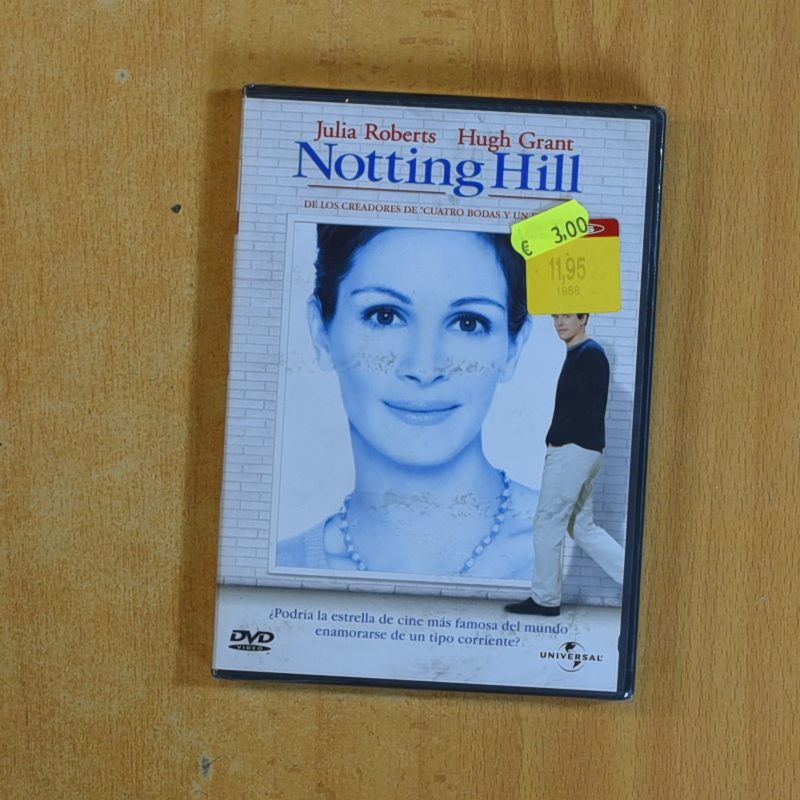 Julia Roberts Hugh Grant
Notting Hill
DE LOS CREADORES DE "CUATRO BODAS Y UN
€ 3,00
11,95
1988
¿Podría la estrella de cine más famosa del mundo
enamorarse de un tipo corriente?
DVD
VIDEO
UNIVERSAL